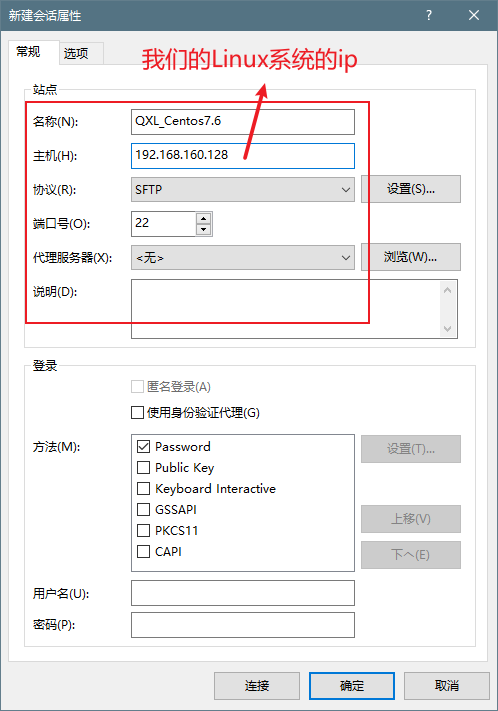 新建会话属性
?
常规
选项
我们的Linux系统的ip
站点
名称(N):
QXL_Centos7.6
主机(H):
192.168.160.128
协议(R):
SFTP
设置(S)...
端口号(O):
22
代理服务器(X):
<无>
浏览(W)...
说明(D):
登录
匿名登录(A)
使用身份验证代理(G)
方法(M):
Password
设置(T)...
Public Key
Keyboard Interactive
GSSAPI
上移(V)
PKCS11
CAPI
下へ(E)
用户名(U):
密码(P):
连接
确定
取消